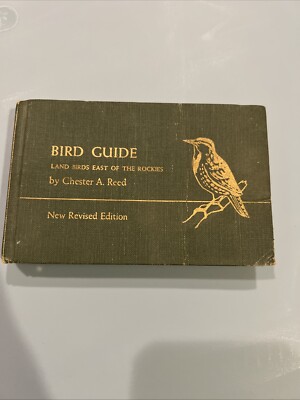 BIRD GUIDE
LAND BIRDS EAST OF THE ROCKIES
by Chester A. Reed
New Revised Edition